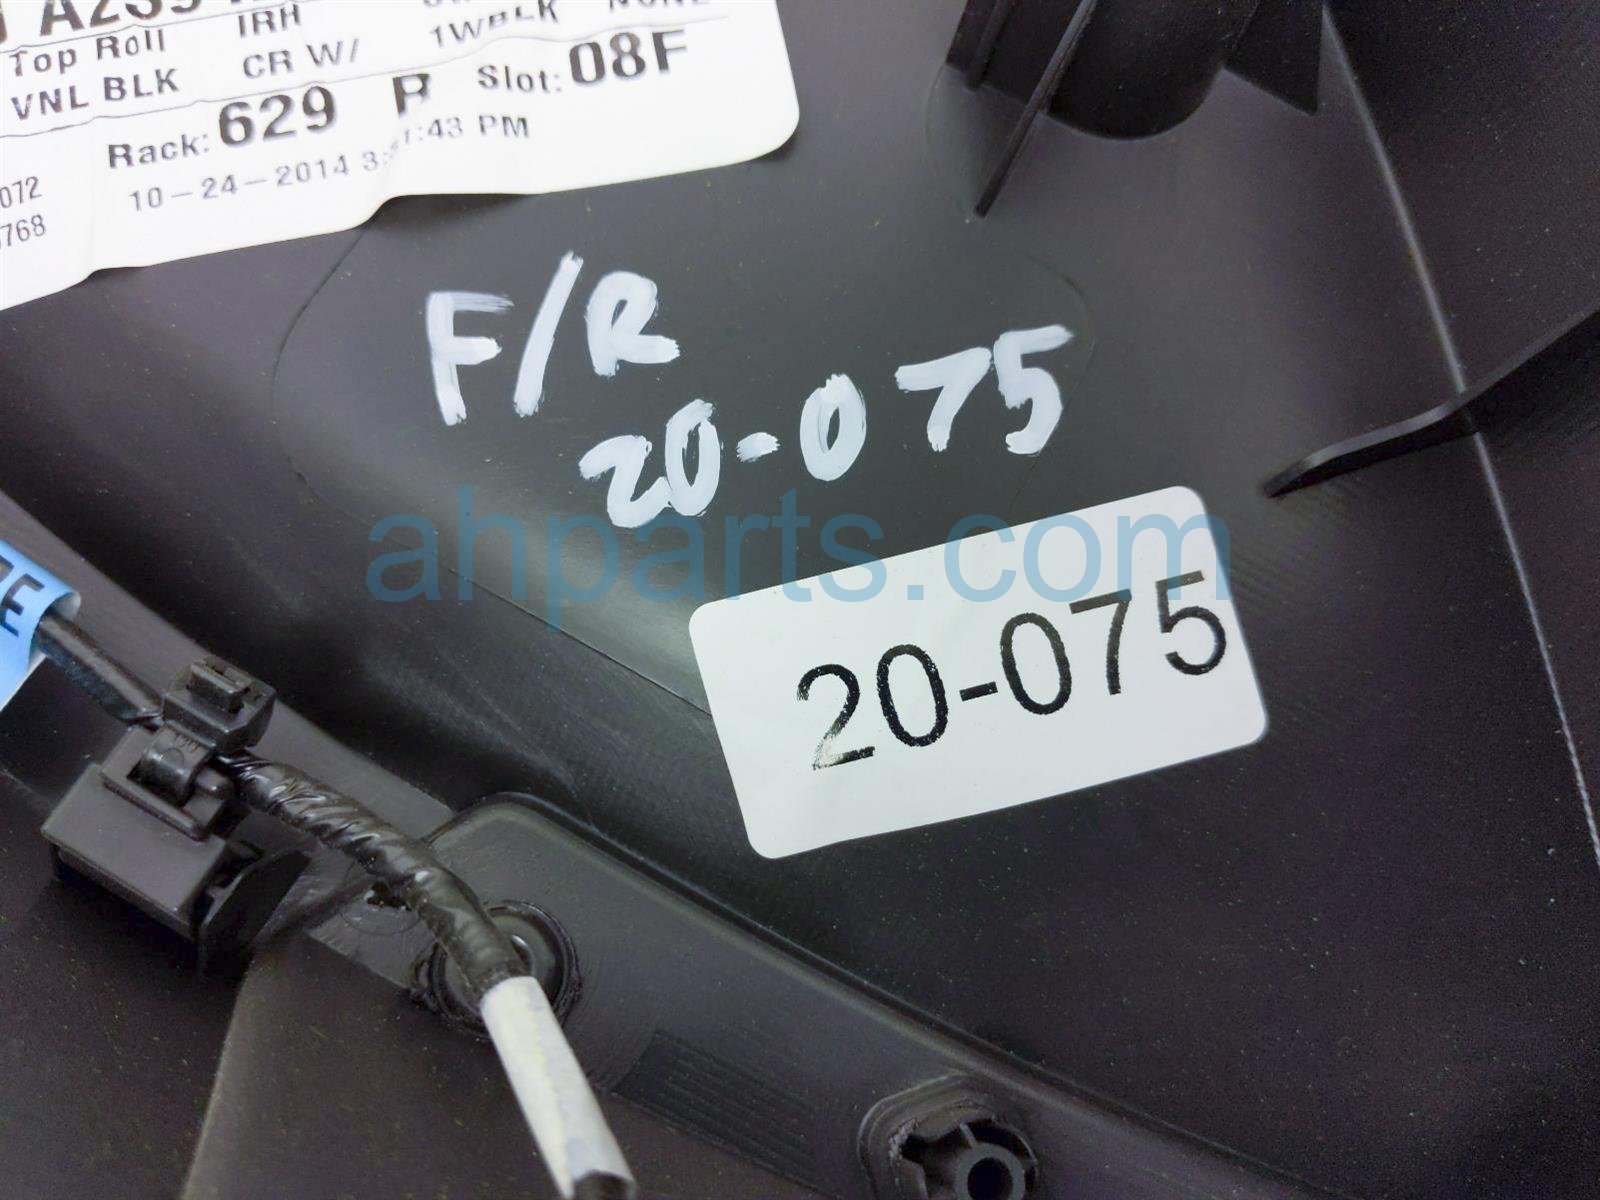 Top Roll IRH
VNL BLK CR W/ 1WBLK NONE
Rack: 629 R Slot: 08F
10-24-2014 PM
072
768
F/R
20-075
ahparts.com
20-075